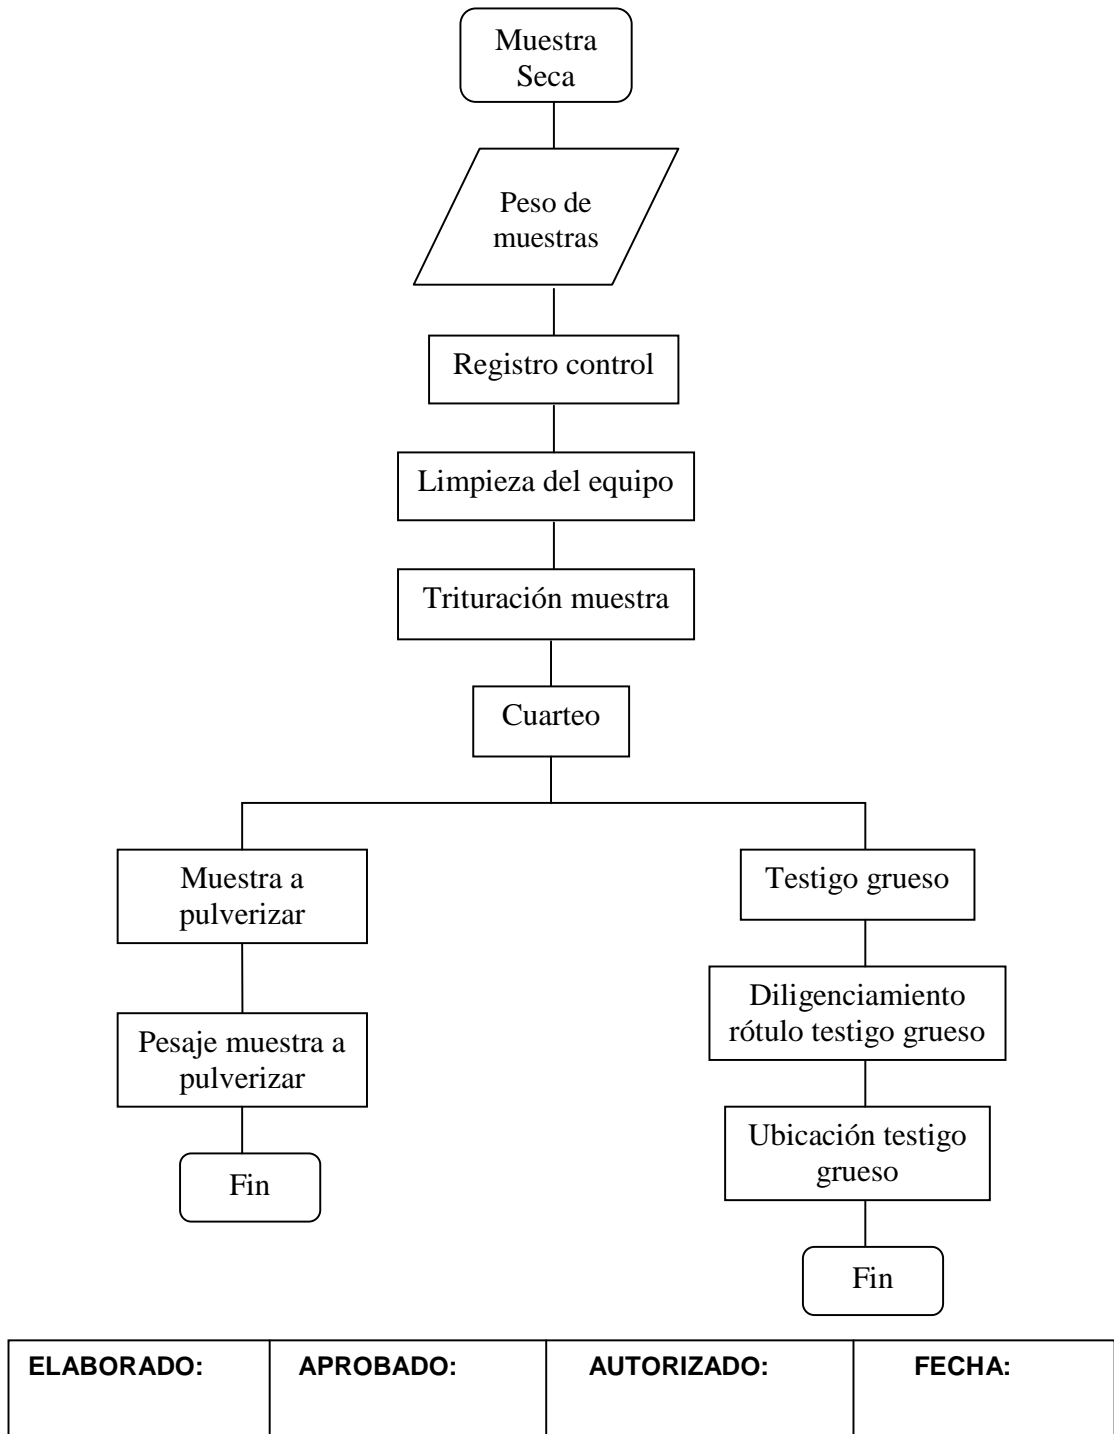 Muestra
Seca
Peso de
muestras
Registro control
Limpieza del equipo
Trituración muestra
Cuarteo
Muestra a
pulverizar
Pesaje muestra a
pulverizar
Fin
Testigo grueso
Diligenciamiento
rótulo testigo grueso
Ubicación testigo
grueso
Fin
ELABORADO: APROBADO: AUTORIZADO: FECHA: